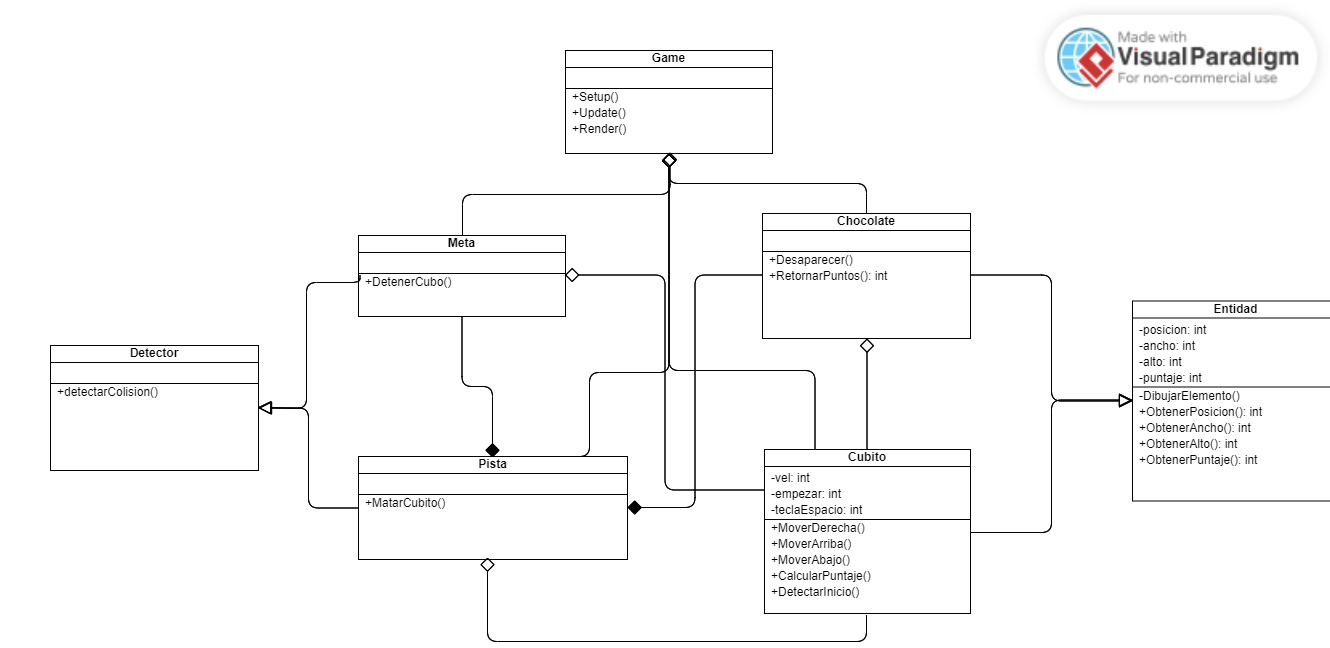 Made with
Visual Paradigm
For non-commercial use
Game
+Setup()
+Update()
+Render()
Meta
+DetenerCubo()
Chocolate
+Desaparecer()
+RetornarPuntos(): int
Detector
+detectarColision()
Entidad
-posicion: int
-ancho: int
-alto: int
-puntaje: int
-DibujarElemento()
+ObtenerPosicion(): int
+ObtenerAncho(): int
+ObtenerAlto(): int
+ObtenerPuntaje(): int
Pista
+MatarCubito()
Cubito
-vel: int
-empezar: int
-teclaEspacio: int
+MoverDerecha()
+MoverArriba()
+MoverAbajo()
+CalcularPuntaje()
+DetectarInicio()